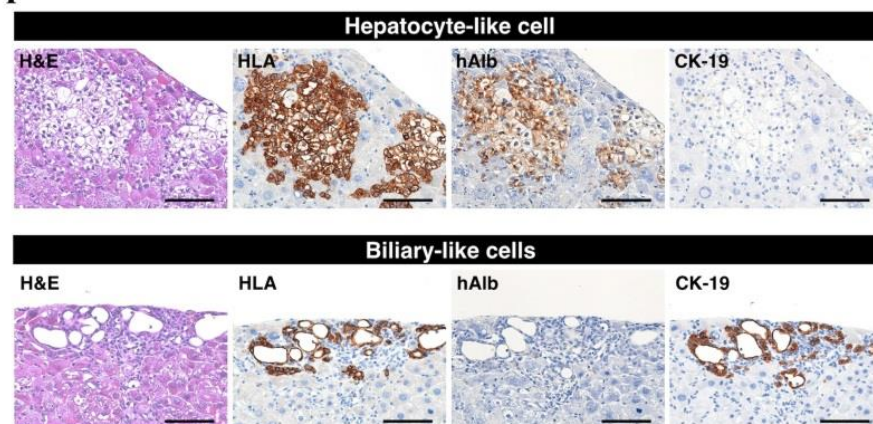 Hepatocyte-like cell
H&E HLA hAlb CK-19
Biliary-like cells
H&E HLA hAlb CK-19